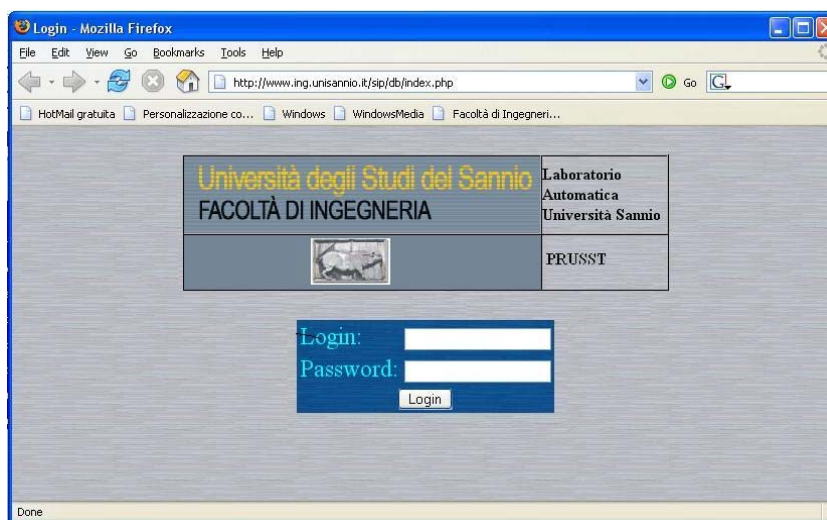 Login - Mozilla Firefox
File Edit View Go Bookmarks Tools Help
http://www.ing.unisannio.it/sip/db/index.php Go G
HotMail gratuita Personalizzazione co... Windows WindowsMedia Facoltà di Ingegneri...
Università degli Studi del Sannio
FACOLTÀ DI INGEGNERIA
Laboratorio
Automatica
Università Sannio
PRUSST
Login:
Password:
Login
Done